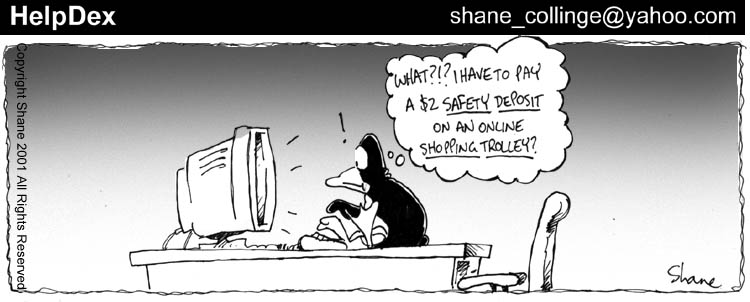 HelpDex
shane_collinge@yahoo.com
Copyright Shane 2001 All Rights Reserved
!
WHAT?!? I HAVE TO PAY
A $2 SAFETY DEPOSIT
ON AN ONLINE
SHOPPING TROLLEY?
Shane